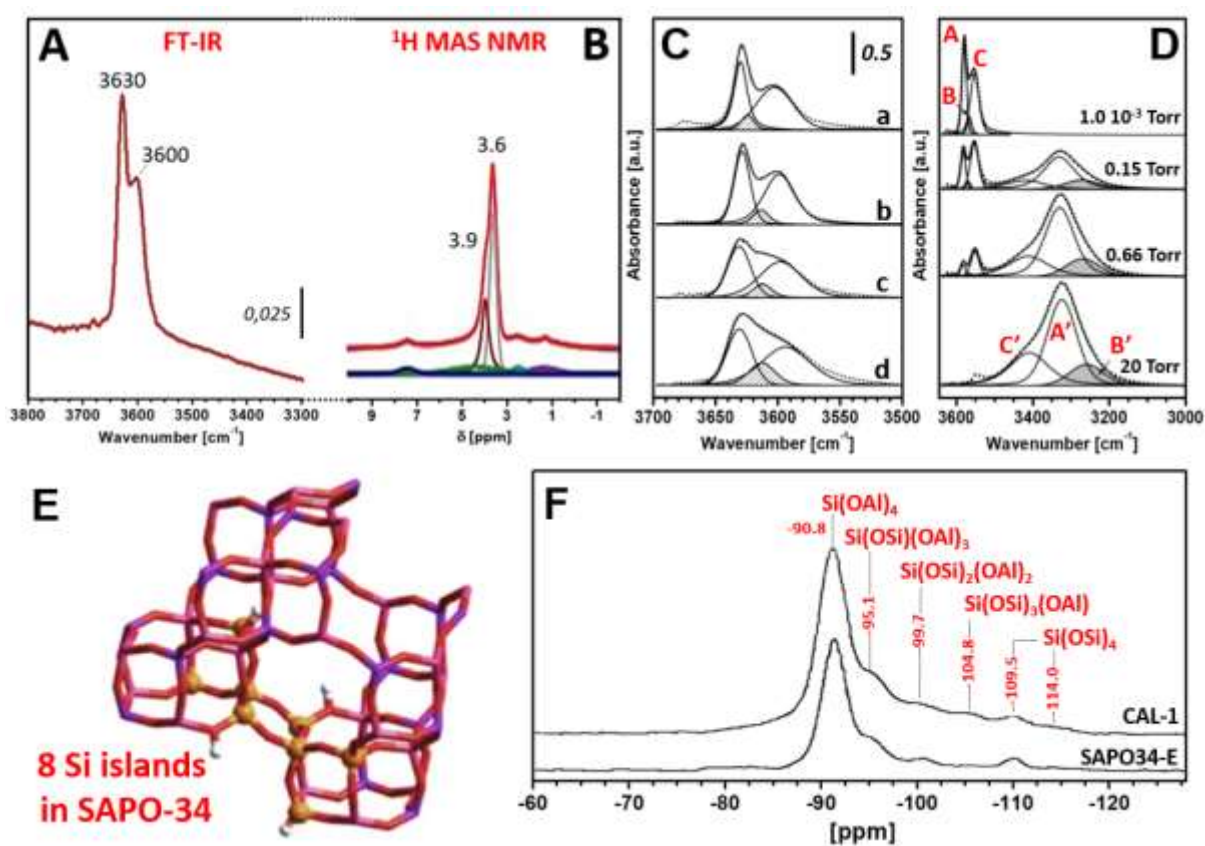 A
FT-IR
3630
3600
0,025
3800 3700 3600 3500 3400 3300
Wavenumber [cm⁻¹]
¹H MAS NMR
B
3.6
3.9
9 7 5 3 1 -1
δ [ppm]
C
0.5
Absorbance [a.u.]
a
b
c
d
3700 3650 3600 3550 3500
Wavenumber [cm⁻¹]
D
A
C
B
1.0 10⁻³ Torr
0.15 Torr
0.66 Torr
C'
A'
B'
20 Torr
Absorbance [a.u.]
3600 3400 3200 3000
Wavenumber [cm⁻¹]
E
8 Si islands
in SAPO-34
F
Si(OAl)₄
-90.8
Si(OSi)(OAl)₃
95.1
Si(OSi)₂(OAl)₂
99.7
Si(OSi)₃(OAl)
104.8
Si(OSi)₄
-109.5
-114.0
CAL-1
SAPO34-E
-60 -70 -80 -90 -100 -110 -120
[ppm]